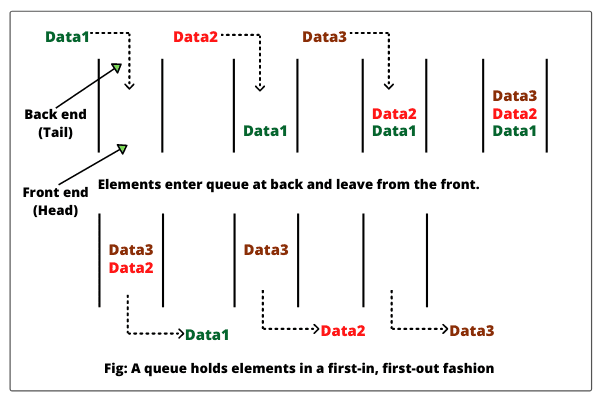 Data1 Data2 Data3
Back end
(Tail)
Data1
Data2
Data1
Data3
Data2
Data1
Front end
(Head)
Elements enter queue at back and leave from the front.
Data3
Data2
Data3
Data1
Data2
Data3
Fig: A queue holds elements in a first-in, first-out fashion